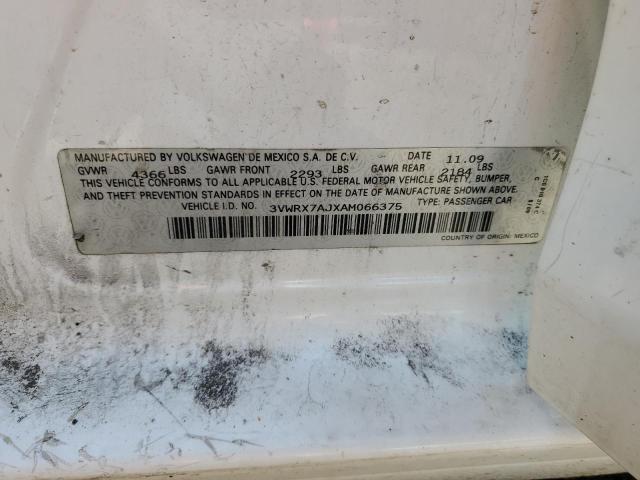 MANUFACTURED BY VOLKSWAGEN DE MEXICO S.A. DE C.V. DATE 11.09
GVWR 4366 LBS GAWR FRONT 2293 LBS GAWR REAR 2184 LBS
THIS VEHICLE CONFORMS TO ALL APPLICABLE U.S. FEDERAL MOTOR VEHICLE SAFETY, BUMPER,
AND THEFT PREVENTION STANDARDS IN EFFECT ON THE DATE OF MANUFACTURE SHOWN ABOVE.
VEHICLE I.D. NO. 3VWRX7AJXAM066375 TYPE: PASSENGER CAR
COUNTRY OF ORIGIN: MEXICO